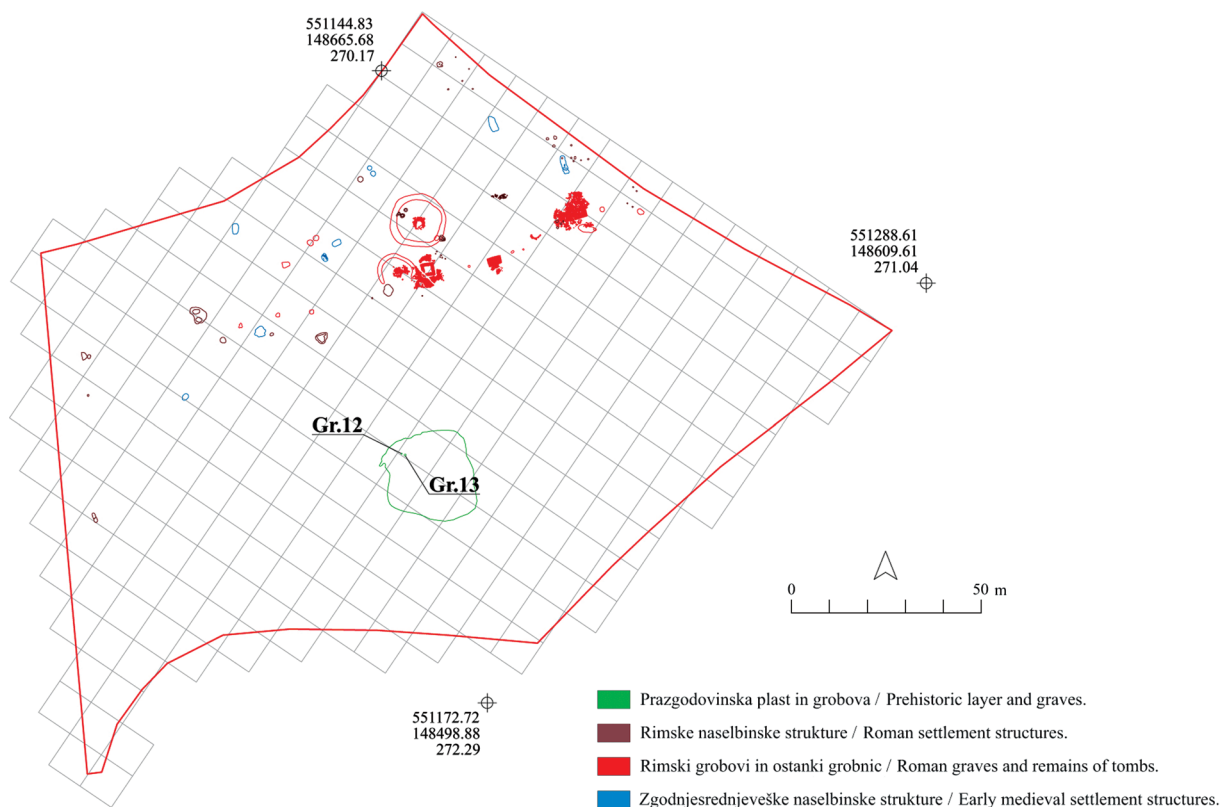 551144.83
148665.68
270.17
551288.61
148609.61
271.04
Gr.12
Gr.13
0 50 m
551172.72
148498.88
272.29
Prazgodovinska plast in grobova / Prehistoric layer and graves.
Rimske naselbinske strukture / Roman settlement structures.
Rimski grobovi in ostanki grobnic / Roman graves and remains of tombs.
Zgodnjesrednjeveške naselbinske strukture / Early medieval settlement structures.